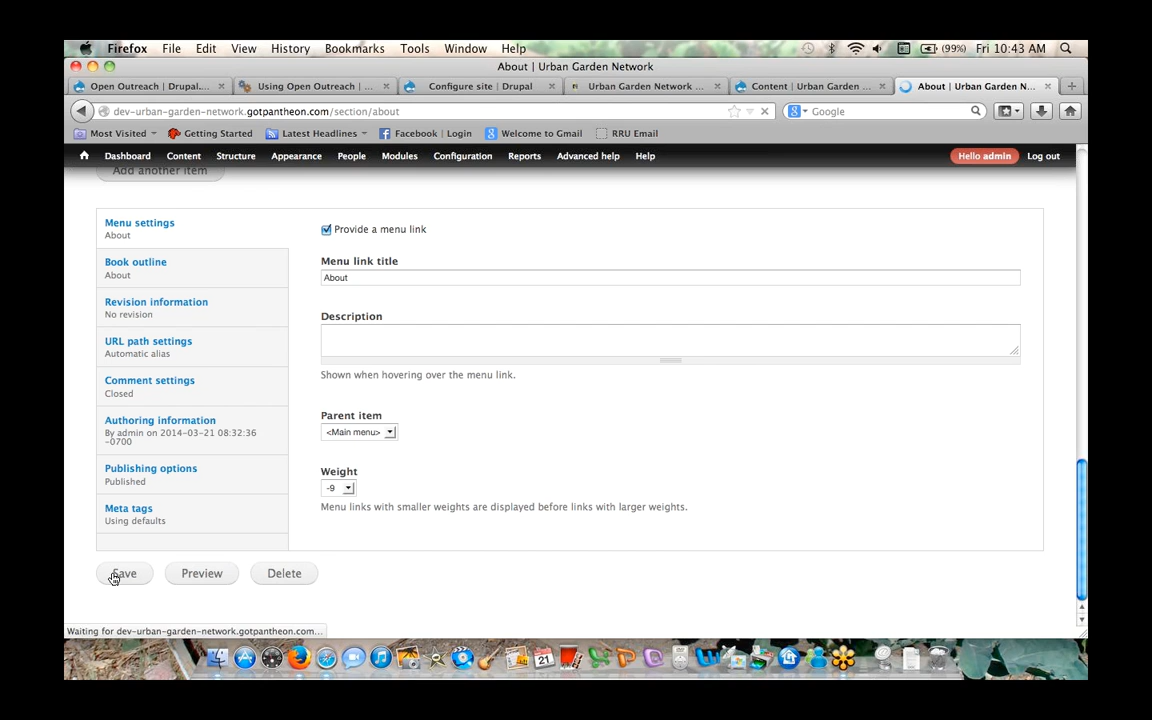 Firefox File Edit View History Bookmarks Tools Window Help (99%) Fri 10:43 AM
About | Urban Garden Network
Open Outreach | Drupal... Using Open Outreach | ... Configure site | Drupal Urban Garden Network ... Content | Urban Garden ... About | Urban Garden N...
dev-urban-garden-network.gotpantheon.com/section/about Google
Most Visited Getting Started Latest Headlines Facebook | Login Welcome to Gmail RRU Email
Dashboard Content Structure Appearance People Modules Configuration Reports Advanced help Help Hello admin Log out
Add another item
Menu settings
About
Book outline
About
Revision information
No revision
URL path settings
Automatic alias
Comment settings
Closed
Authoring information
By admin on 2014-03-21 08:32:36
-0700
Publishing options
Published
Meta tags
Using defaults
Provide a menu link
Menu link title
About
Description
Shown when hovering over the menu link.
Parent item
<Main menu>
Weight
-9
Menu links with smaller weights are displayed before links with larger weights.
Save Preview Delete
Waiting for dev-urban-garden-network.gotpantheon.com...
21